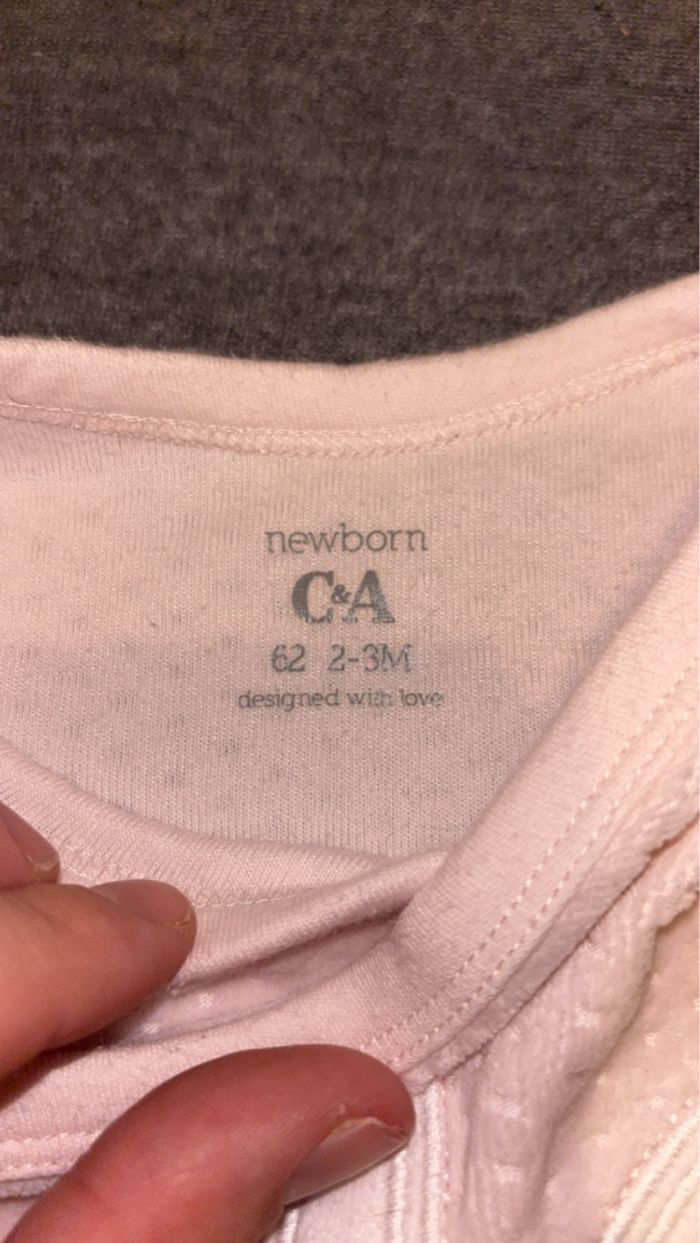 newborn
C&A
62 2-3M
designed with love